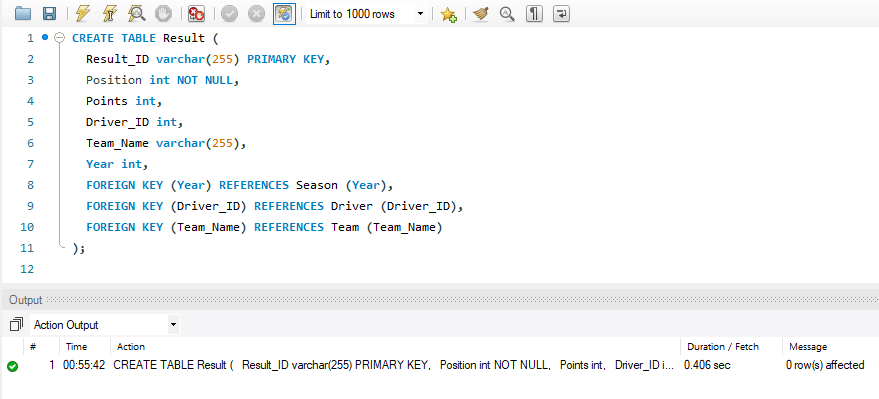 Limit to 1000 rows
1 CREATE TABLE Result (
2 Result_ID varchar(255) PRIMARY KEY,
3 Position int NOT NULL,
4 Points int,
5 Driver_ID int,
6 Team_Name varchar(255),
7 Year int,
8 FOREIGN KEY (Year) REFERENCES Season (Year),
9 FOREIGN KEY (Driver_ID) REFERENCES Driver (Driver_ID),
10 FOREIGN KEY (Team_Name) REFERENCES Team (Team_Name)
11 );
12
Output
Action Output
# Time Action Duration / Fetch Message
1 00:55:42 CREATE TABLE Result ( Result_ID varchar(255) PRIMARY KEY, Position int NOT NULL, Points int, Driver_ID i... 0.406 sec 0 row(s) affected